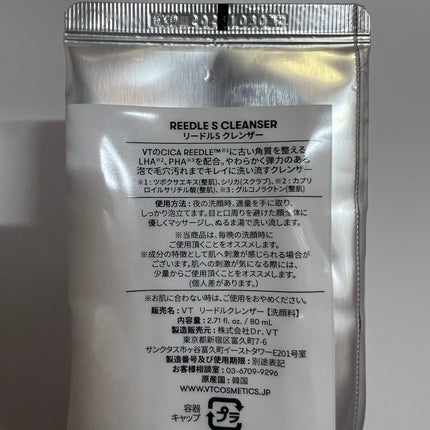 REEDLE S CLEANSER
リードルS クレンザー
VTのCICA REEDLE™※1に古い角質を整える
LHA※2、PHA※3を配合。やわらかく弾力のある
泡で毛穴汚れまでキレイに洗い流すクレンザー
※1：ツボクサエキス(整肌)、シリカ(スクラブ)、※2：カプリ
ロイルサリチル酸(整肌)、※3：グルコノラクトン(整肌)
使用方法：夜の洗顔時、適量を手に取り、
しっかり泡立てます。目と口周りを避けた顔全体に
優しくマッサージし、ぬるま湯で洗い流します。
※当商品は、毎晩の洗顔時に
ご使用頂くことをオススメします。
※成分の特徴として肌へ刺激が感じられる場合が
ございます。肌への刺激が気になる際には、
少量からご使用頂くことをオススメします。
(個人差があります。)
※お肌に合わない時は、ご使用をおやめください。
販売名：VT リードルクレンザー【洗顔料】
内容量：2.71 fl. oz. / 80 mL
製造販売元：株式会社Dr. VT
東京都新宿区富久町7-6
サンクタス市ヶ谷富久町イーストタワーE201号室
製造番号及び使用期限：別途表記
お客様相談室：03-6709-9296
原産国：韓国
WWW.VTCOSMETICS.JP
容器
キャップ
プラ